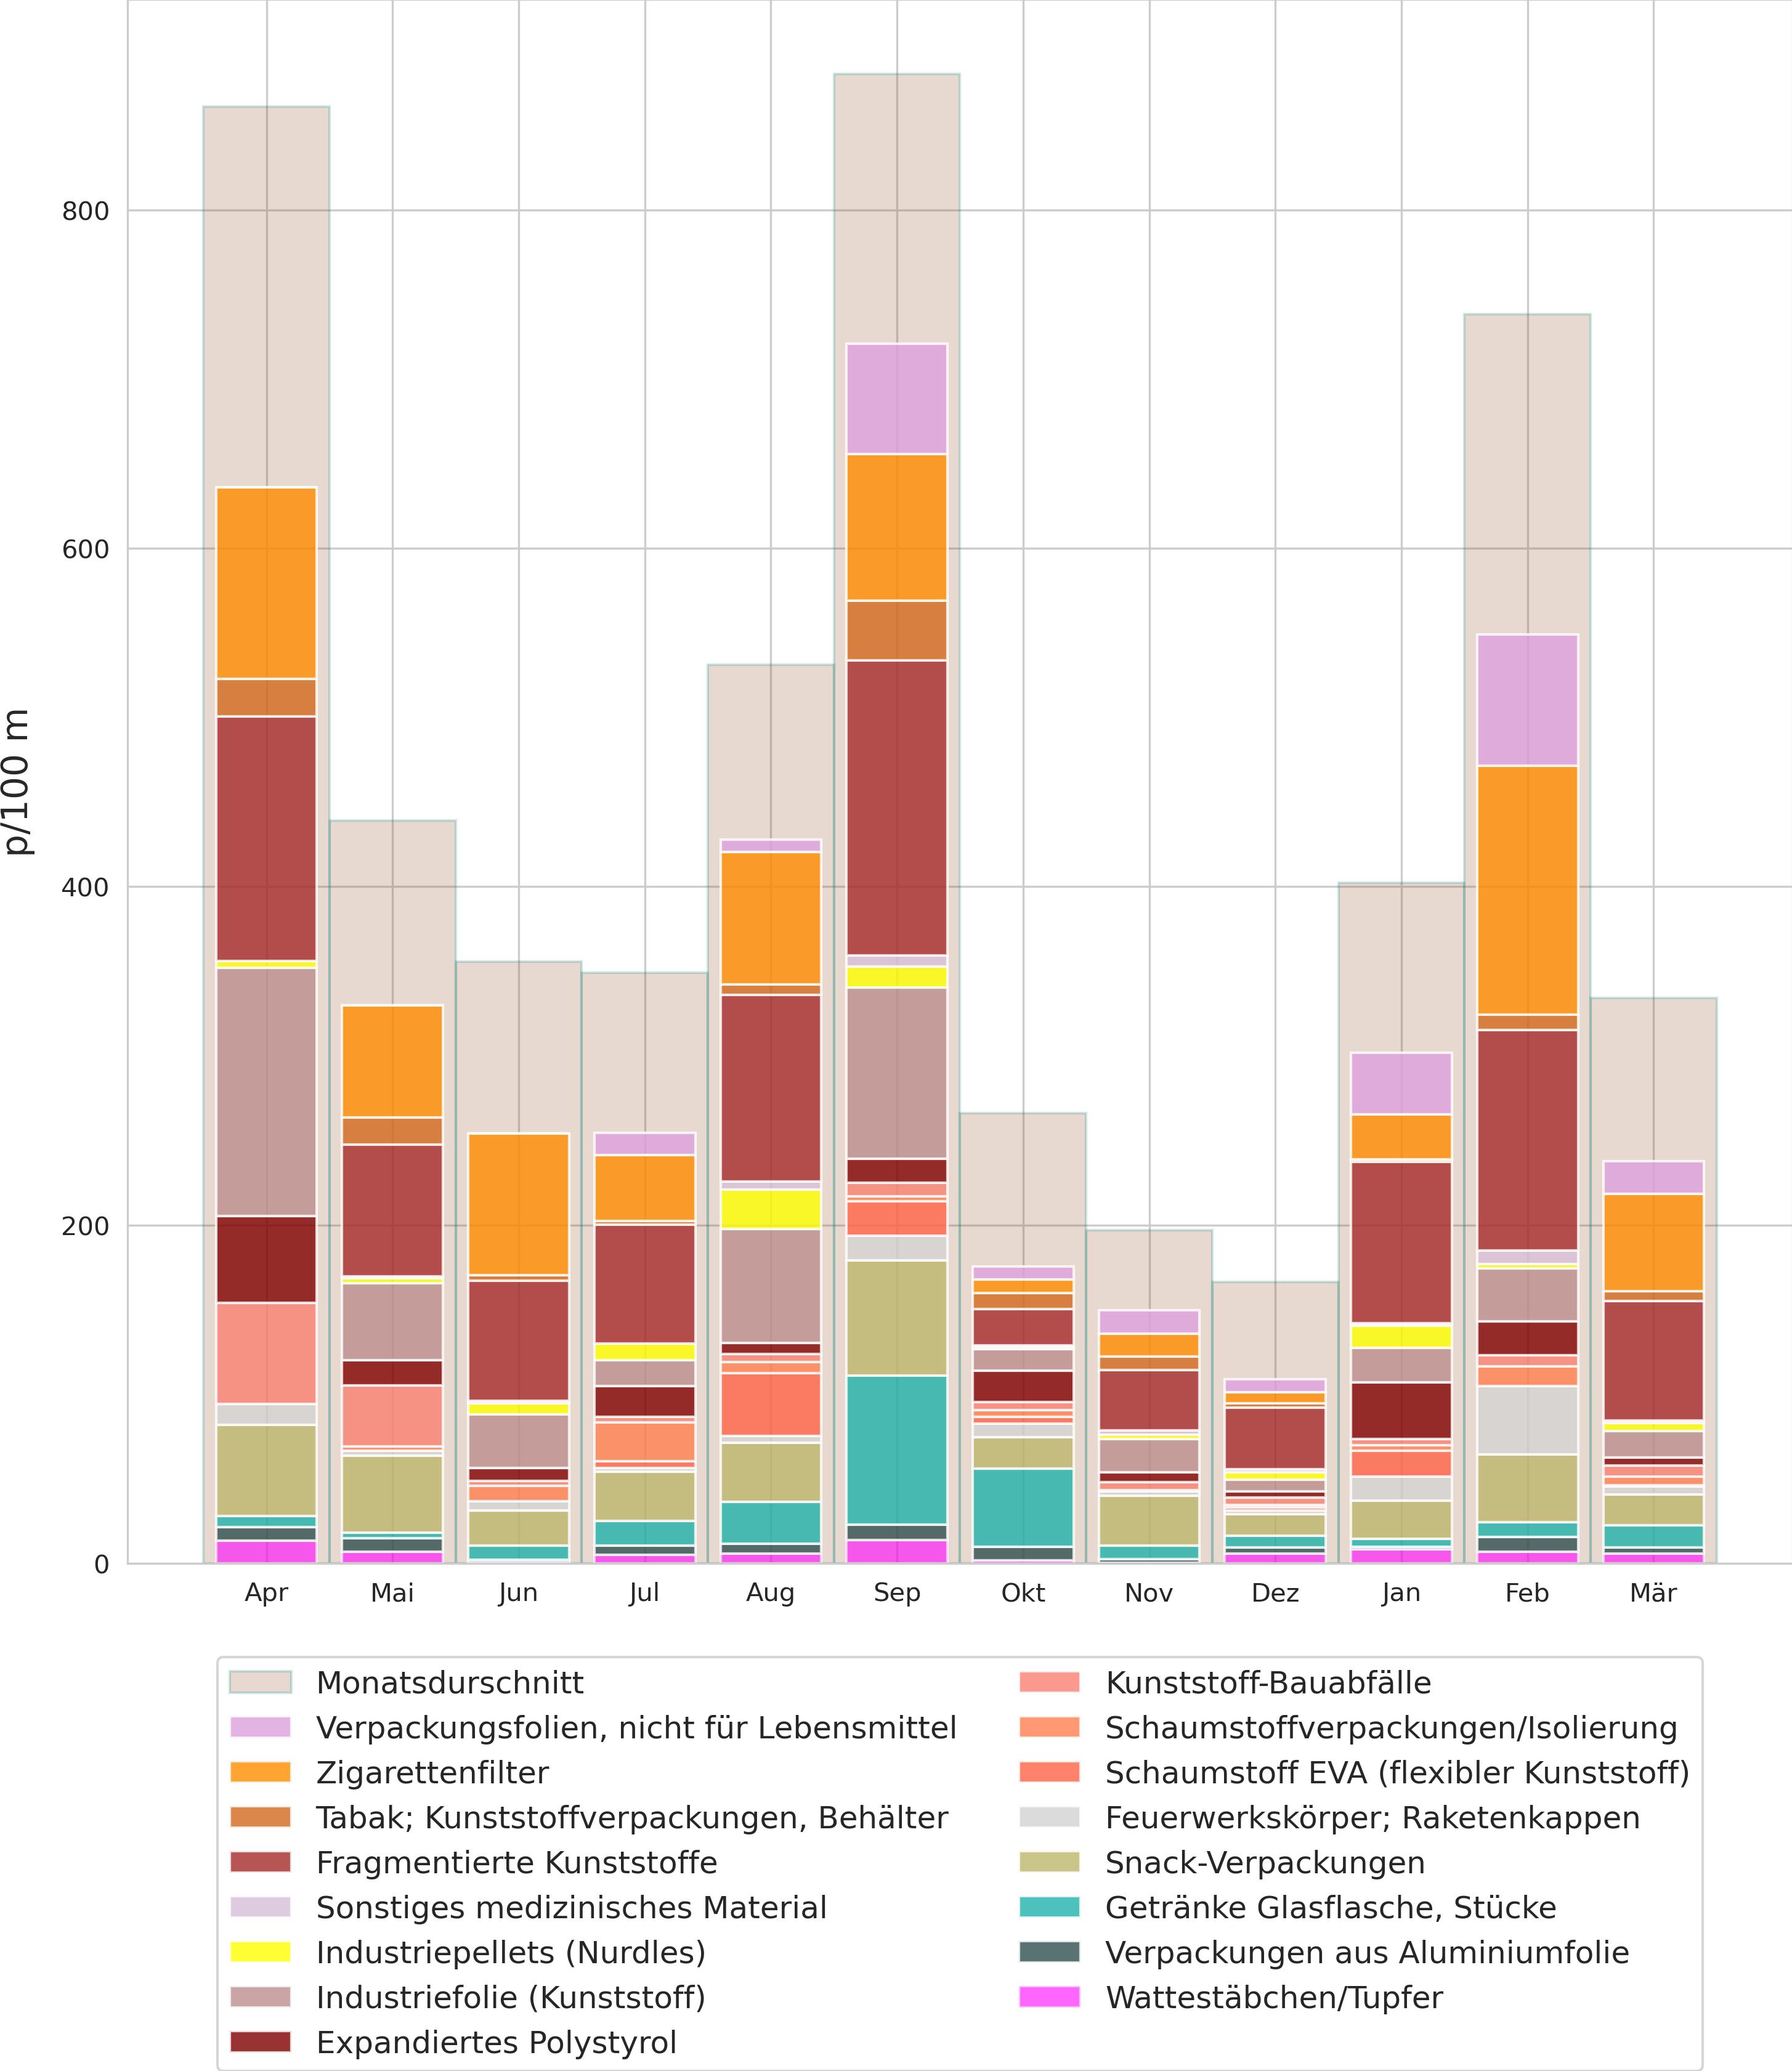 800
600
400
200
0
p/100 m
Apr Mai Jun Jul Aug Sep Okt Nov Dez Jan Feb Mär
Monatsdurschnitt
Verpackungsfolien, nicht für Lebensmittel
Zigarettenfilter
Tabak; Kunststoffverpackungen, Behälter
Fragmentierte Kunststoffe
Sonstiges medizinisches Material
Industriepellets (Nurdles)
Industriefolie (Kunststoff)
Expandiertes Polystyrol
Kunststoff-Bauabfälle
Schaumstoffverpackungen/Isolierung
Schaumstoff EVA (flexibler Kunststoff)
Feuerwerkskörper; Raketenkappen
Snack-Verpackungen
Getränke Glasflasche, Stücke
Verpackungen aus Aluminiumfolie
Wattestäbchen/Tupfer